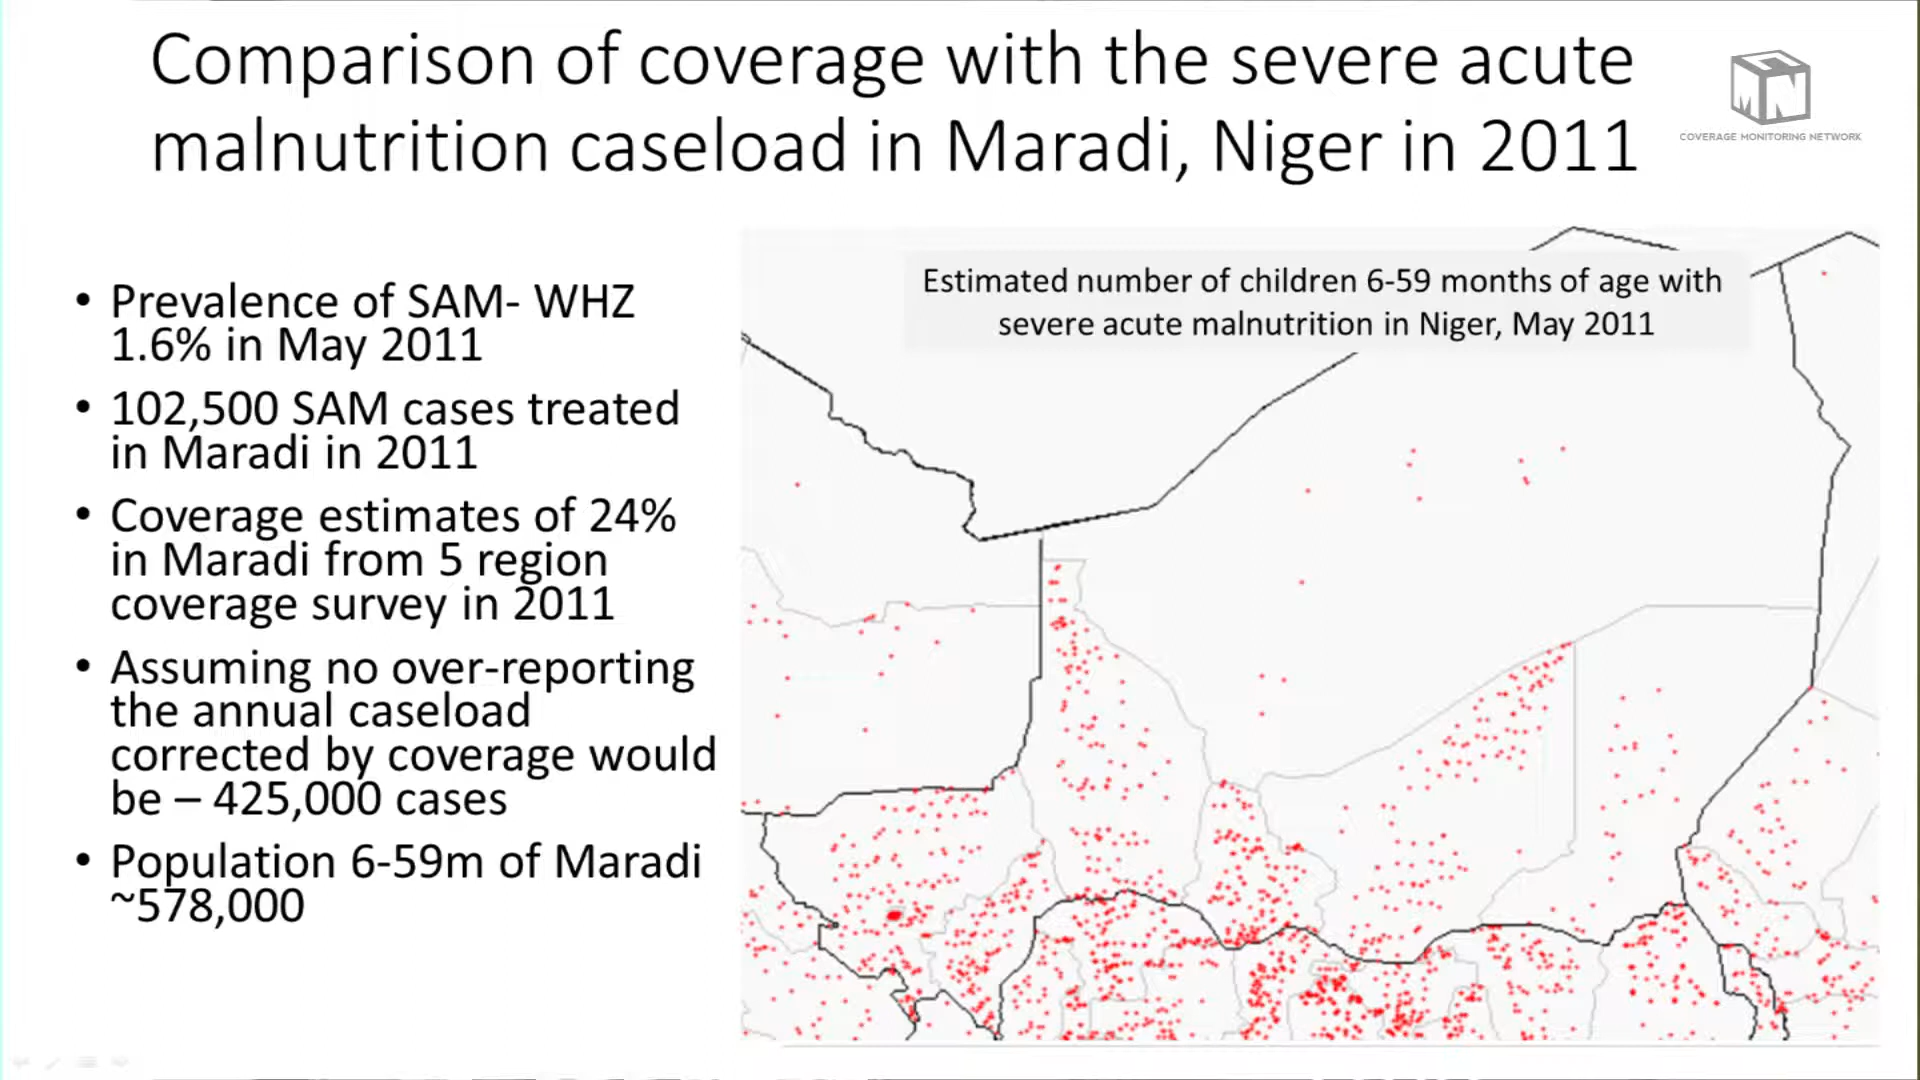 Comparison of coverage with the severe acute
malnutrition caseload in Maradi, Niger in 2011
COVERAGE MONITORING NETWORK
• Prevalence of SAM- WHZ
1.6% in May 2011
• 102,500 SAM cases treated
in Maradi in 2011
• Coverage estimates of 24%
in Maradi from 5 region
coverage survey in 2011
• Assuming no over-reporting
the annual caseload
corrected by coverage would
be – 425,000 cases
• Population 6-59m of Maradi
~578,000
Estimated number of children 6-59 months of age with
severe acute malnutrition in Niger, May 2011